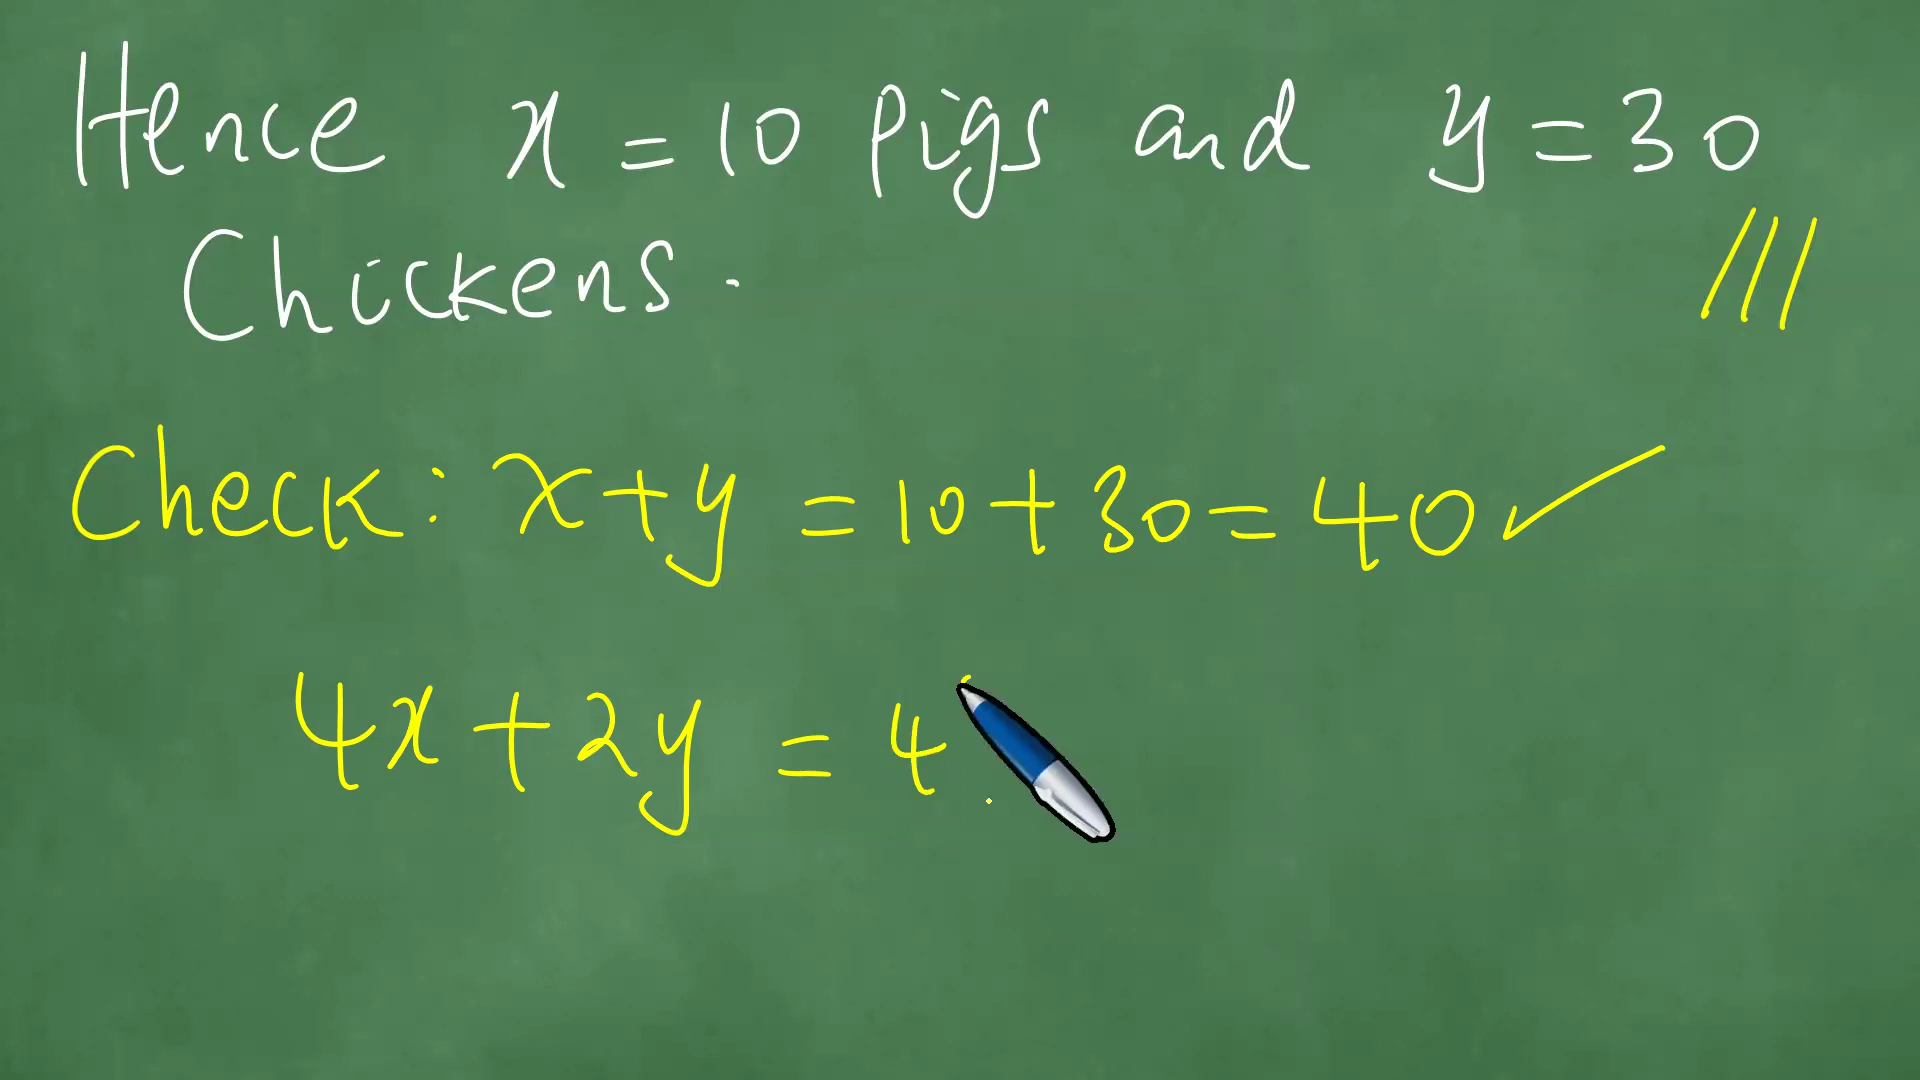 Hence x = 10 pigs and y = 30
Chickens.
Check: x + y = 10 + 30 = 40 ✓
4x + 2y = 4